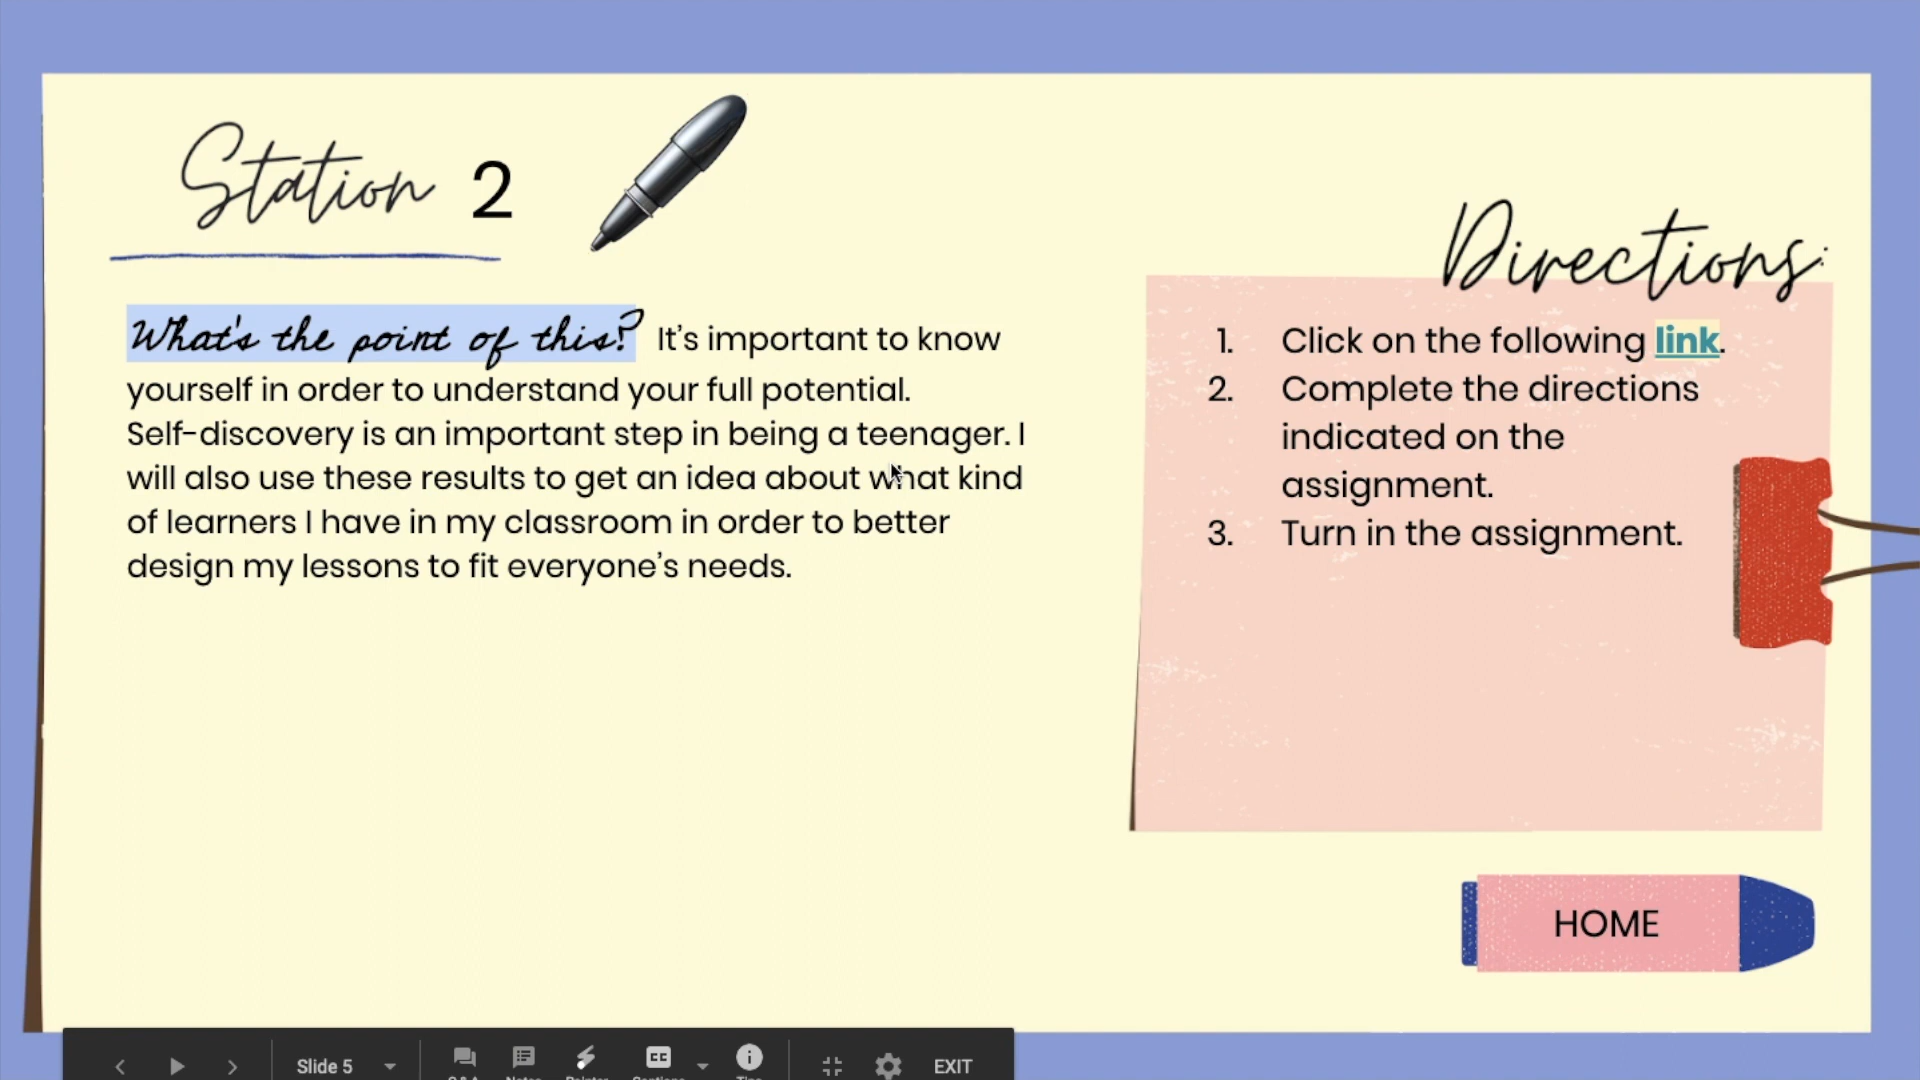 Station 2
What's the point of this? It's important to know
yourself in order to understand your full potential.
Self-discovery is an important step in being a teenager. I
will also use these results to get an idea about what kind
of learners I have in my classroom in order to better
design my lessons to fit everyone's needs.
Directions:
1. Click on the following link.
2. Complete the directions
indicated on the
assignment.
3. Turn in the assignment.
HOME
Slide 5
CC
EXIT